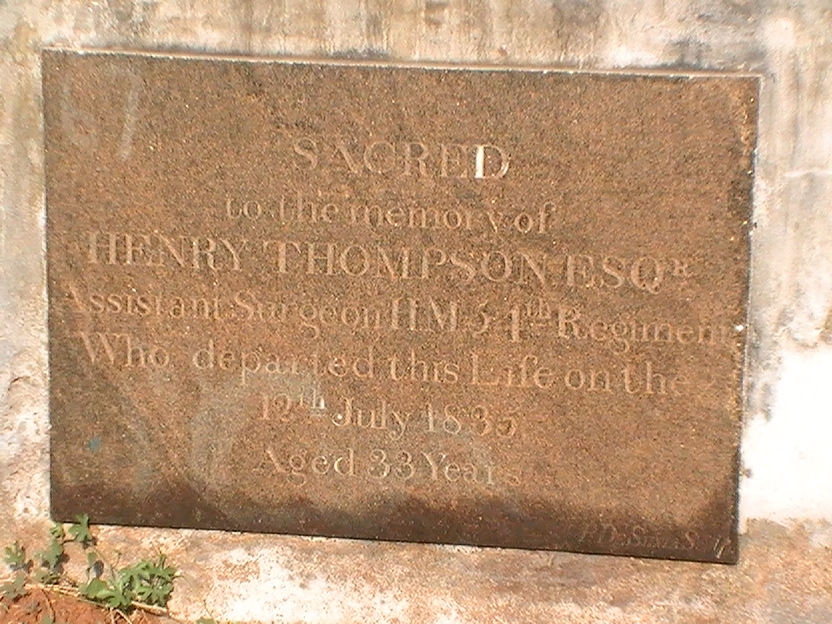 SACRED
to the memory of
HENRY THOMPSON ESQR
Assistant Surgeon H.M. 54th Regiment
Who departed this Life on the
12th July 1835
Aged 33 Years